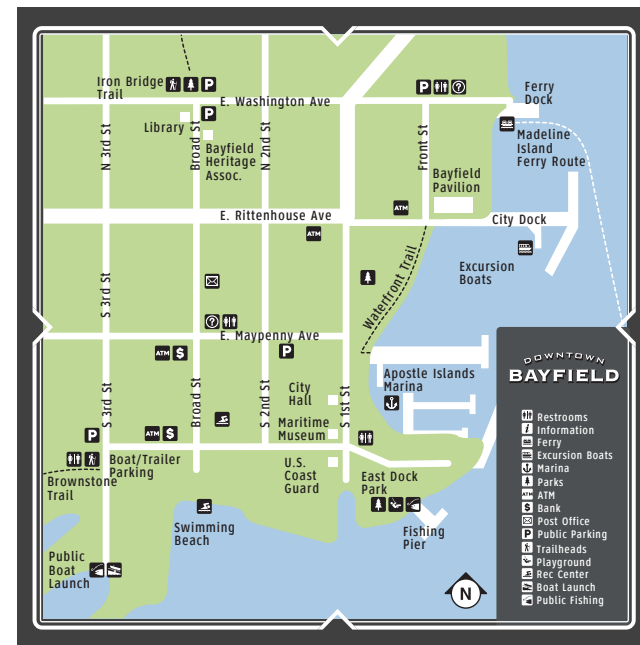 Iron Bridge
Trail
P
P
Ferry
Dock
E. Washington Ave
P
Library
Bayfield
Heritage
Assoc.
Madeline
Island
Ferry Route
N 3rd St
Broad St
N 2nd St
Front St
Bayfield
Pavilion
ATM
E. Rittenhouse Ave
City Dock
ATM
Excursion
Boats
Waterfront Trail
S 3rd St
?
?
E. Maypenny Ave
ATM
$
P
Apostle Islands
Marina
City
Hall
S 3rd St
Broad St
S 2nd St
S 1st St
Maritime
Museum
P
ATM
$
Boat/Trailer
Parking
U.S.
Coast
Guard
East Dock
Park
Brownstone
Trail
Swimming
Beach
Fishing
Pier
Public
Boat
Launch
N
DOWNTOWN
BAYFIELD
Restrooms
i Information
Ferry
Excursion Boats
Marina
Parks
ATM ATM
$ Bank
Post Office
P Public Parking
Trailheads
Playground
Rec Center
Boat Launch
Public Fishing